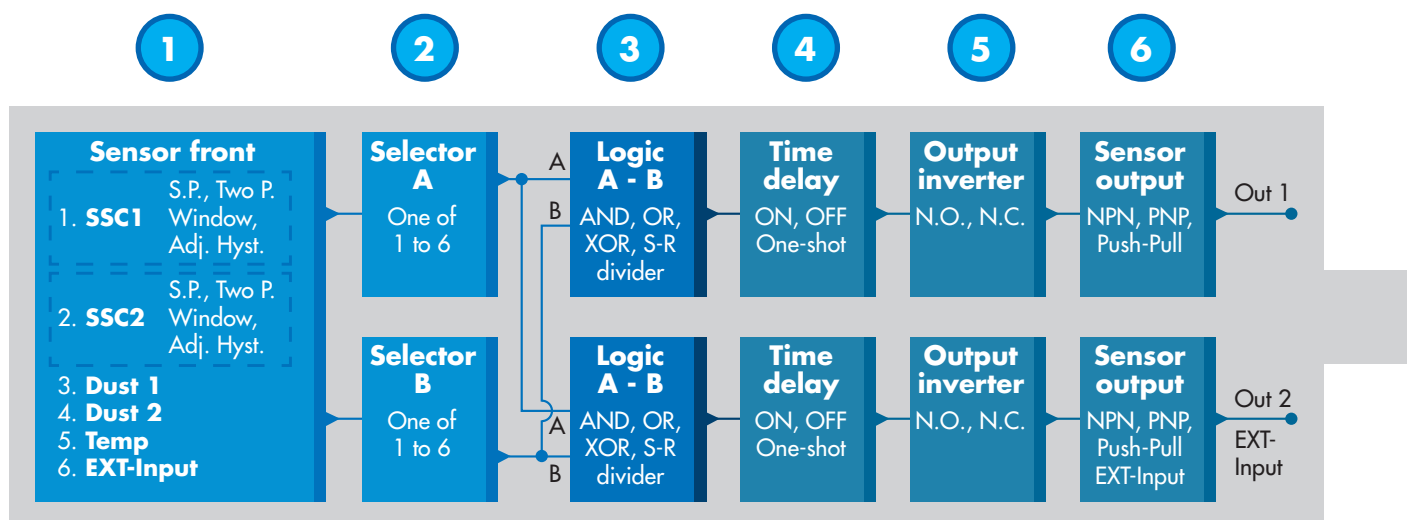 1
2
3
4
5
6
Sensor front
1. SSC1
S.P., Two P.
Window,
Adj. Hyst.
2. SSC2
S.P., Two P.
Window,
Adj. Hyst.
3. Dust 1
4. Dust 2
5. Temp
6. EXT-Input
Selector
A
One of
1 to 6
A
B
Logic
A - B
AND, OR,
XOR, S-R
divider
Time
delay
ON, OFF
One-shot
Output
inverter
N.O., N.C.
Sensor
output
NPN, PNP,
Push-Pull
Out 1
Selector
B
One of
1 to 6
A
B
Logic
A - B
AND, OR,
XOR, S-R
divider
Time
delay
ON, OFF
One-shot
Output
inverter
N.O., N.C.
Sensor
output
NPN, PNP,
Push-Pull
EXT-Input
Out 2
EXT-
Input